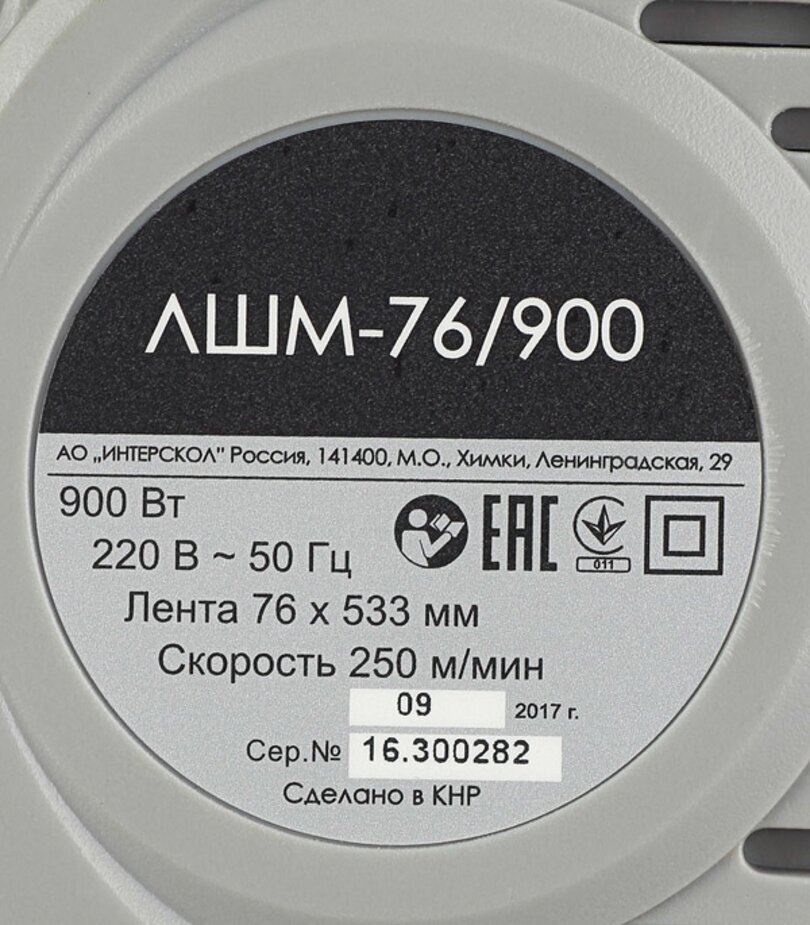 ЛШМ-76/900
АО „ИНТЕРСКОЛ" Россия, 141400, М.О., Химки, Ленинградская, 29
900 Вт
EAC
011
220 В ~ 50 Гц
Лента 76 х 533 мм
Скорость 250 м/мин
09 2017 г.
Сер.№ 16.300282
Сделано в КНР